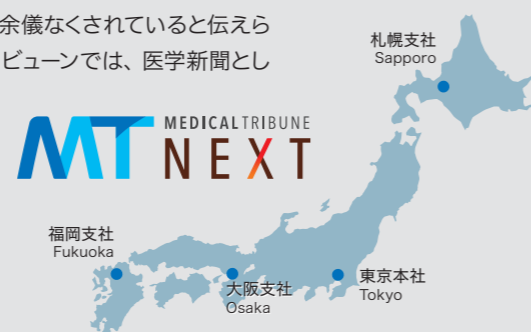 余儀なくされていると伝えら
ビューンでは、医学新聞とし
札幌支社
Sapporo
MT
MEDICALTRIBUNE
NEXT
福岡支社
Fukuoka
大阪支社
Osaka
東京本社
Tokyo